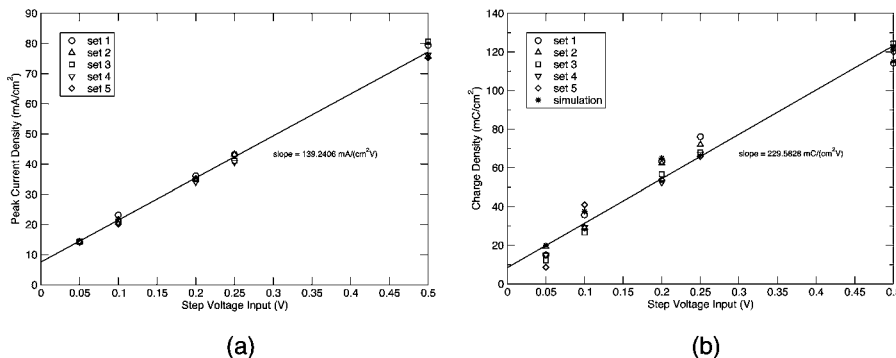 90
80
70
60
50
40
30
20
10
0
Peak Current Density (mA/cm²)
set 1
set 2
set 3
set 4
set 5
slope = 139.2406 mA/(cm²V)
0 0.05 0.1 0.15 0.2 0.25 0.3 0.35 0.4 0.45 0.5
Step Voltage Input (V)
(a)
140
120
100
80
60
40
20
0
Charge Density (mC/cm²)
set 1
set 2
set 3
set 4
set 5
simulation
slope = 229.5828 mC/(cm²V)
0 0.05 0.1 0.15 0.2 0.25 0.3 0.35 0.4 0.45 0.5
Step Voltage Input (V)
(b)